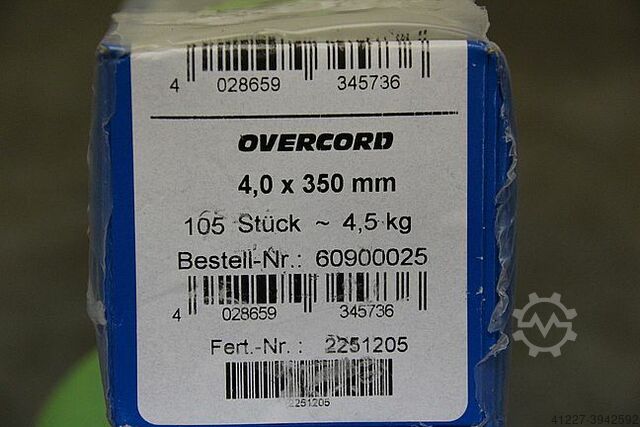 4 028659 345736
OVERCORD
4,0 x 350 mm
105 Stück ~ 4,5 kg
Bestell-Nr.: 60900025
4 028659 345736
Fert.-Nr. : 2251205
2251205
41227-3942592